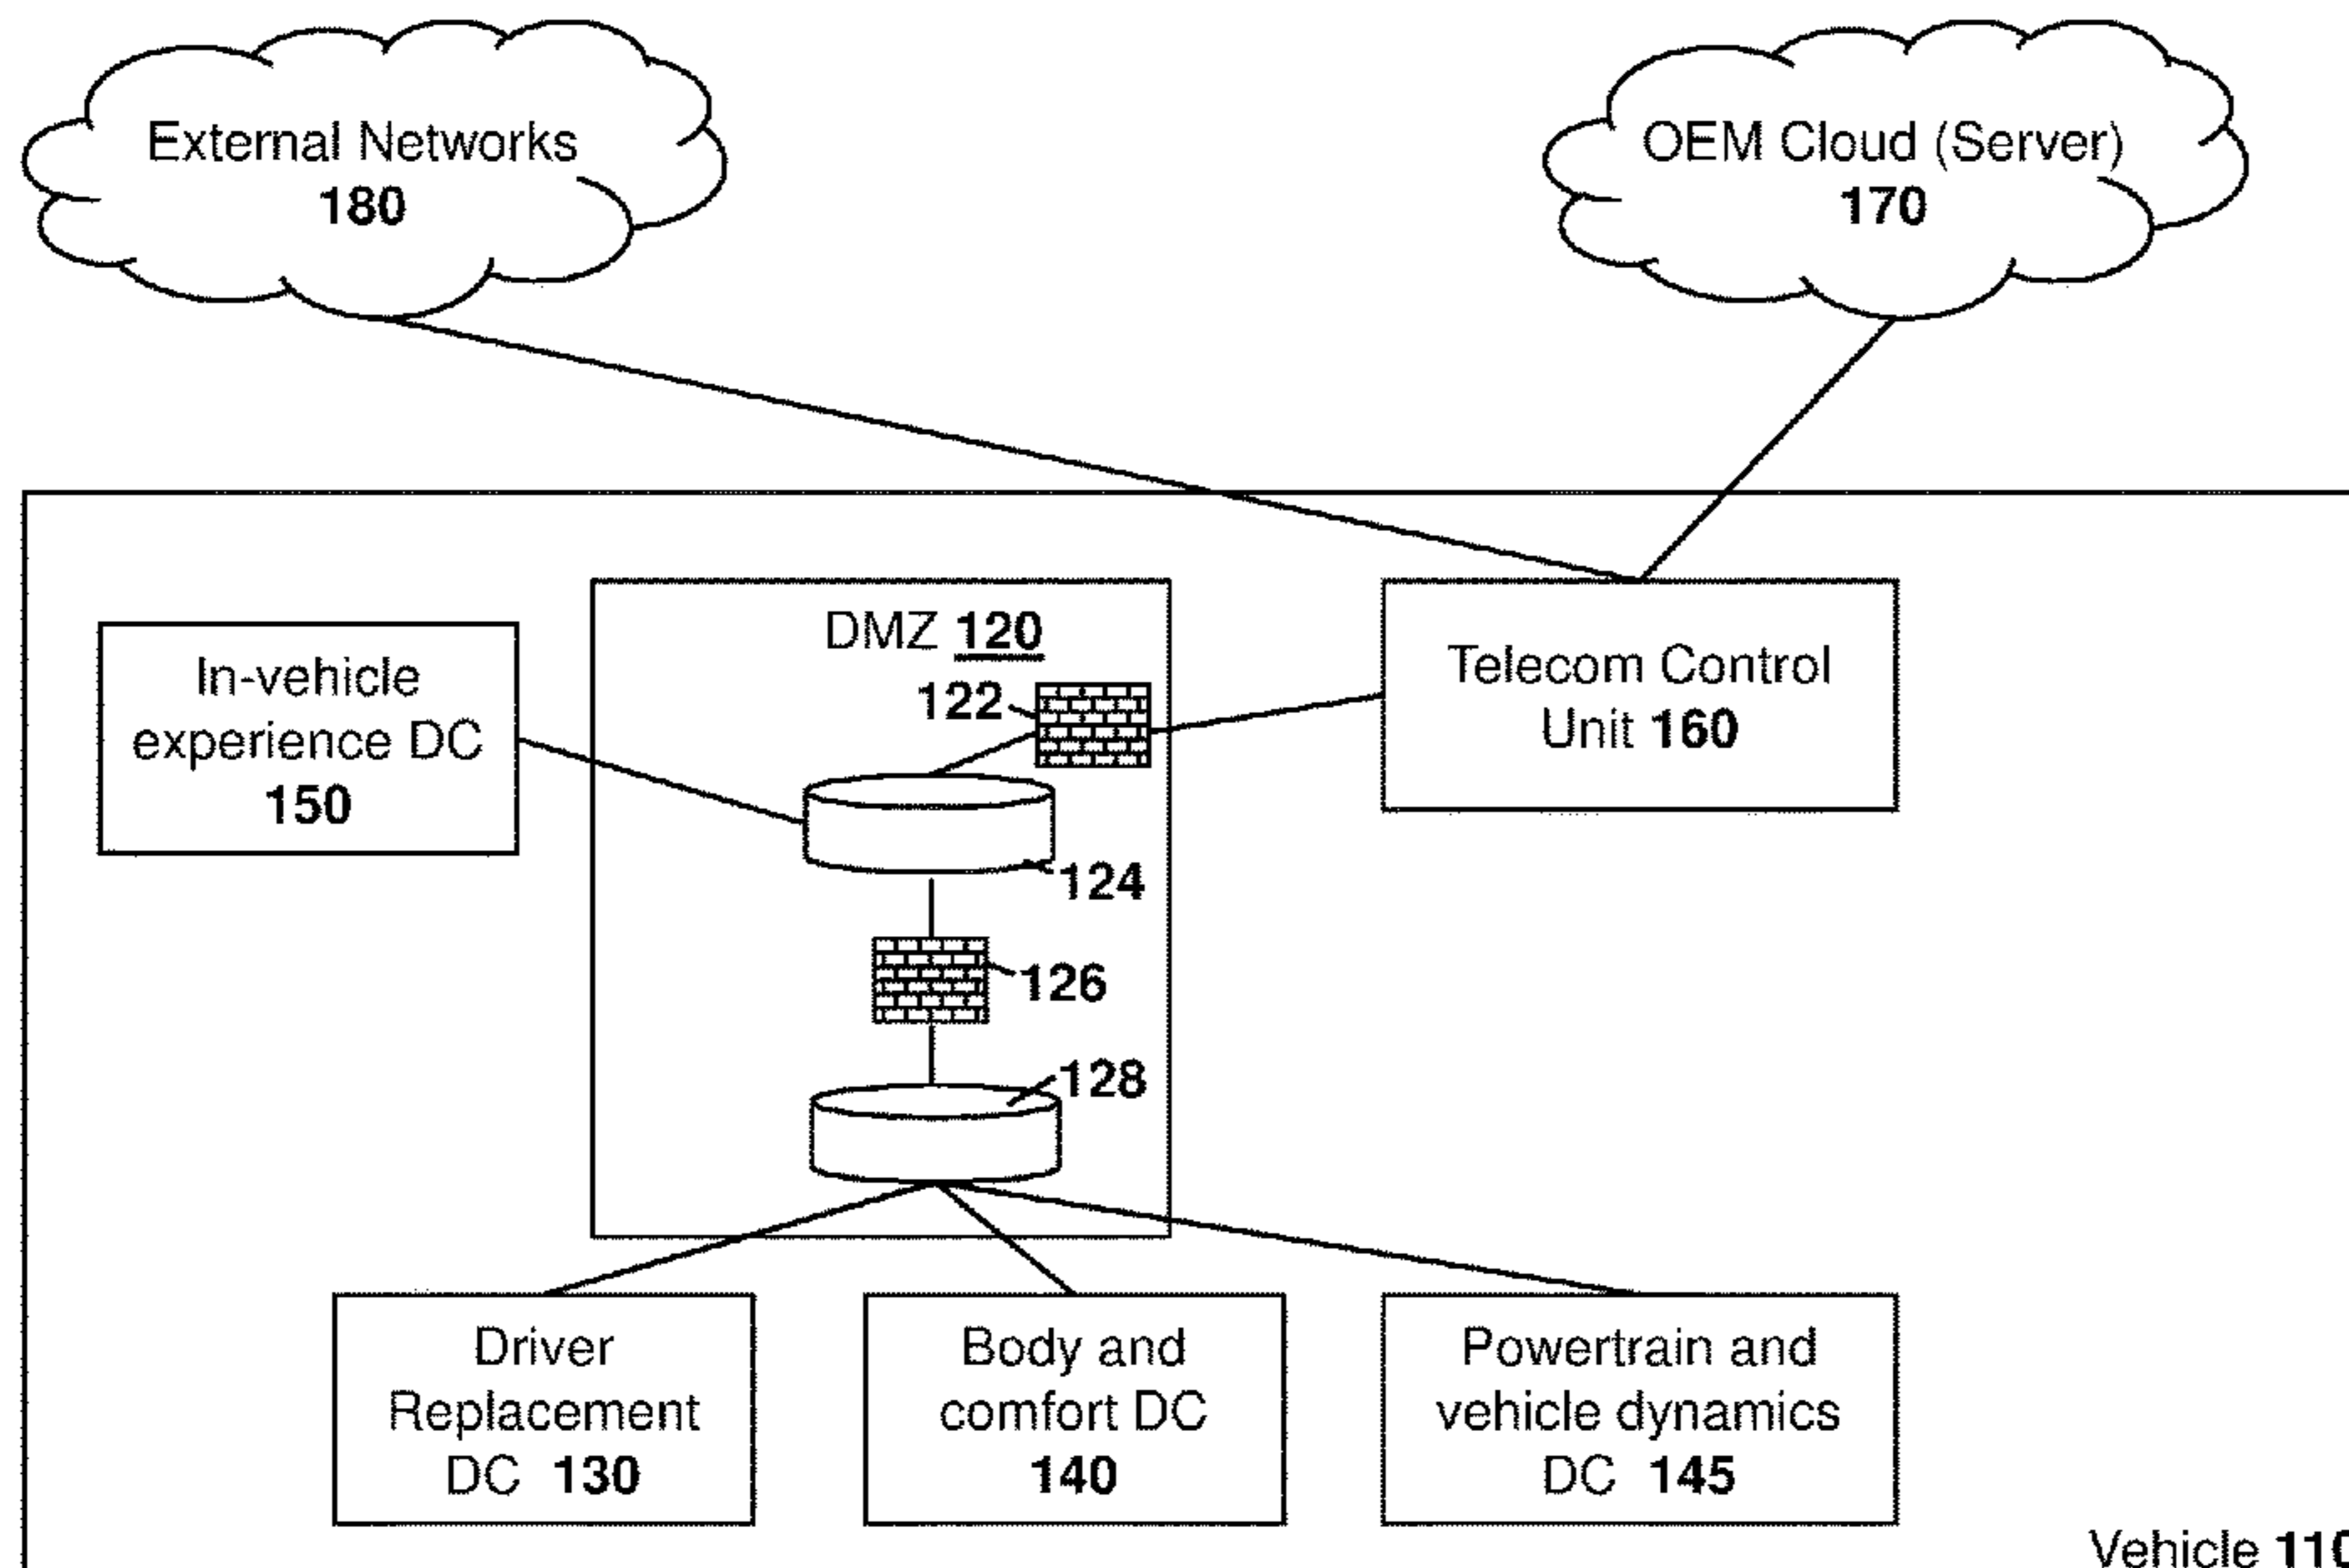 External Networks
180
OEM Cloud (Server)
170
DMZ 120
122
In-vehicle
experience DC
150
Telecom Control
Unit 160
124
126
128
Driver
Replacement
DC 130
Body and
comfort DC
140
Powertrain and
vehicle dynamics
DC 145
Vehicle 110